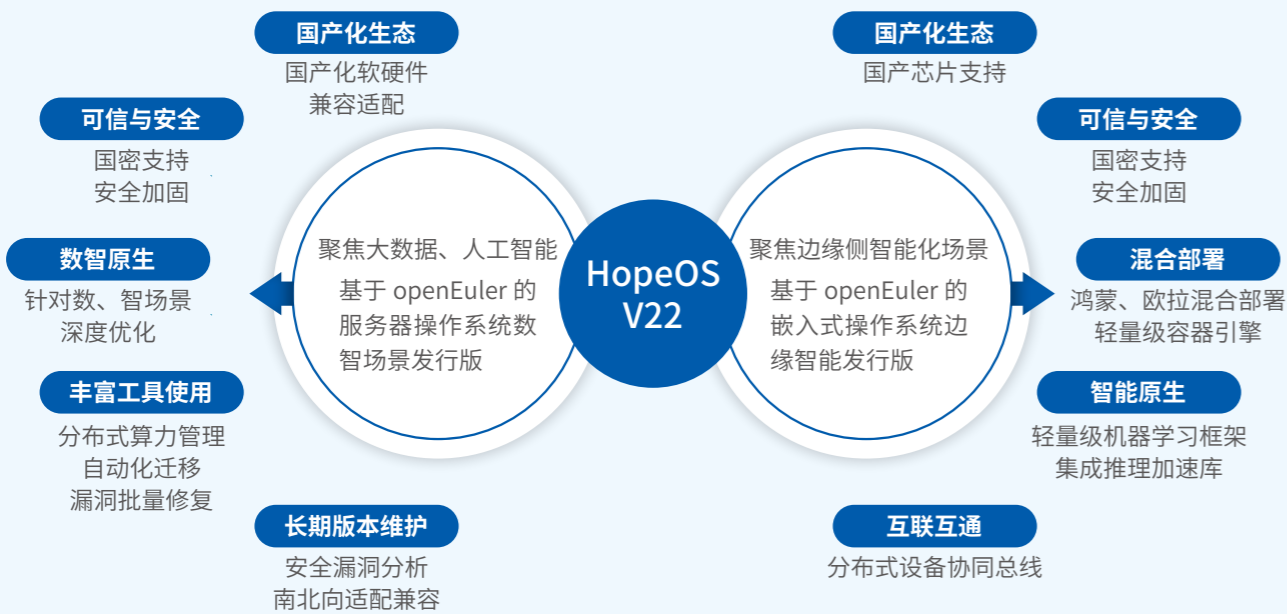 国产化生态
国产化软硬件
兼容适配
可信与安全
国密支持
安全加固
数智原生
针对数、智场景
深度优化
丰富工具使用
分布式算力管理
自动化迁移
漏洞批量修复
长期版本维护
安全漏洞分析
南北向适配兼容
聚焦大数据、人工智能
基于 openEuler 的
服务器操作系统数
智场景发行版
HopeOS
V22
聚焦边缘侧智能化场景
基于 openEuler 的
嵌入式操作系统边
缘智能发行版
国产化生态
国产芯片支持
可信与安全
国密支持
安全加固
混合部署
鸿蒙、欧拉混合部署
轻量级容器引擎
智能原生
轻量级机器学习框架
集成推理加速库
互联互通
分布式设备协同总线